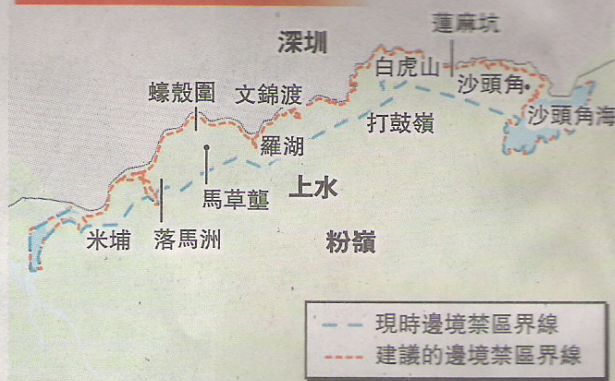 深圳
蓮麻坑
白虎山
沙頭角
沙頭角海
蠔殼圍
文錦渡
打鼓嶺
羅湖
馬草壟
上水
米埔
落馬洲
粉嶺
現時邊境禁區界線
建議的邊境禁區界線